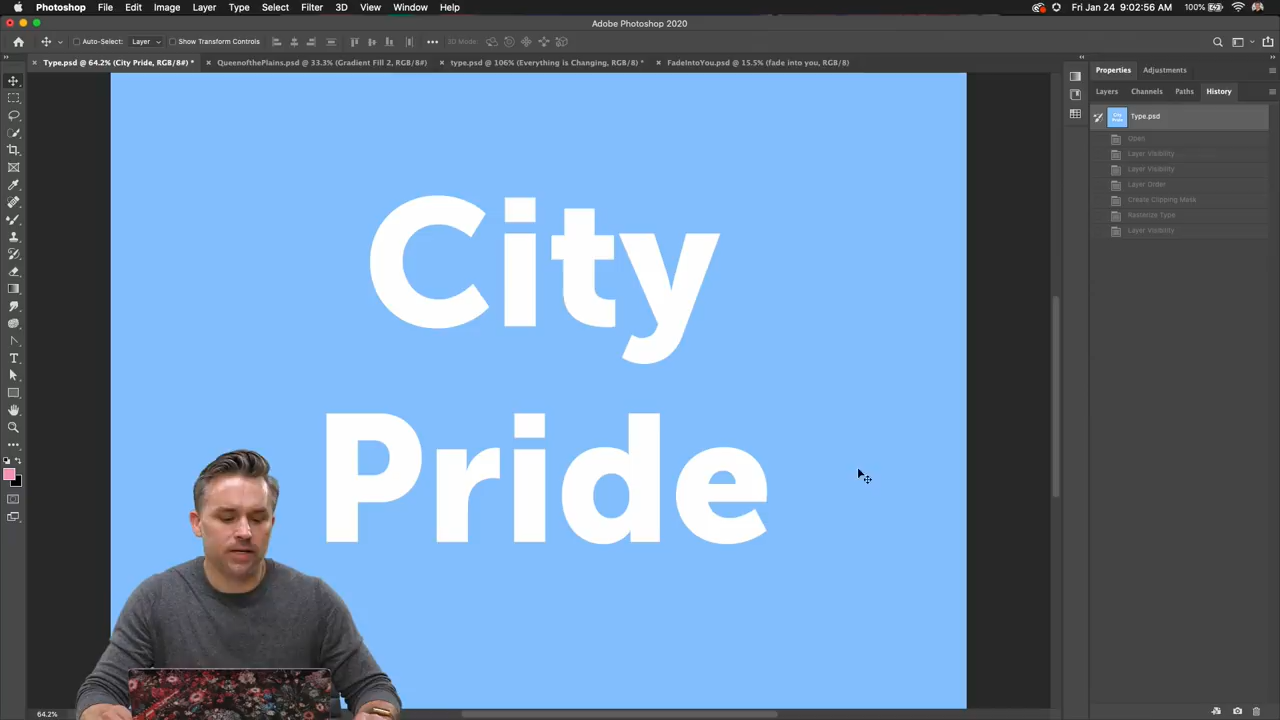 Photoshop File Edit Image Layer Type Select Filter 3D View Window Help
100% Fri Jan 24 9:02:56 AM
Adobe Photoshop 2020
Auto-Select: Layer Show Transform Controls 3D Mode:
Type.psd @ 64.2% (City Pride, RGB/8#) * QueenofthePlains.psd @ 33.3% (Gradient Fill 2, RGB/8#) type.psd @ 106% (Everything is Changing, RGB/8#) * FadeIntoYou.psd @ 15.5% (fade into you, RGB/8)
Properties Adjustments
Layers Channels Paths History
Type.psd
Open
Layer Visibility
Layer Visibility
Layer Order
Create Clipping Mask
Rasterize Type
Layer Visibility
City
Pride
64.2%